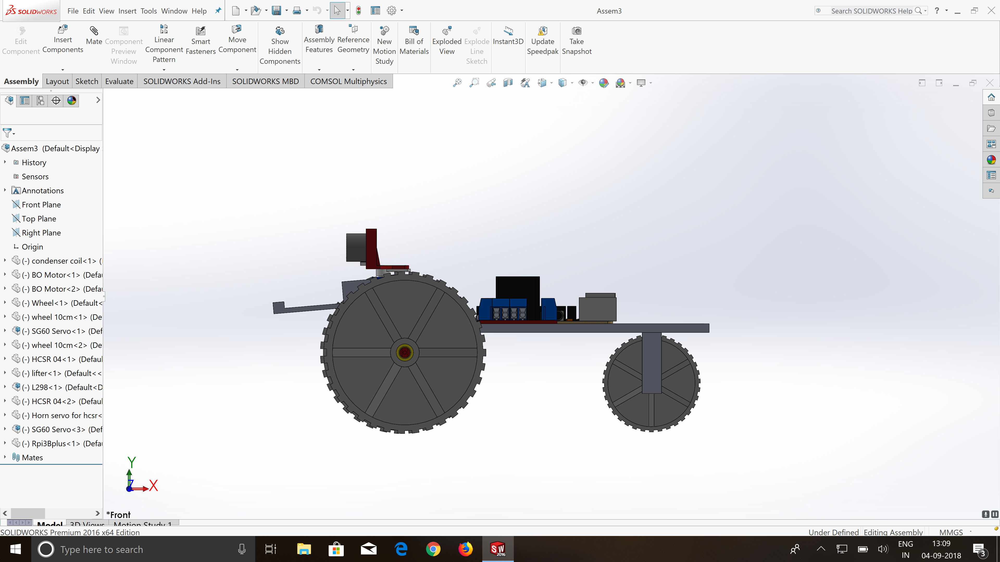 SOLIDWORKS
File Edit View Insert Tools Window Help
Assem3
Search SOLIDWORKS Help
?
Edit Component
Insert Components
Mate
Component Preview Window
Linear Component Pattern
Smart Fasteners
Move Component
Show Hidden Components
Assembly Features
Reference Geometry
New Motion Study
Bill of Materials
Exploded View
Explode Line Sketch
Instant3D
Update Speedpak
Take Snapshot
Assembly Layout Sketch Evaluate SOLIDWORKS Add-Ins SOLIDWORKS MBD COMSOL Multiphysics
Assem3 (Default<Display
History
Sensors
Annotations
Front Plane
Top Plane
Right Plane
Origin
(-) condenser coil<1> (
(-) BO Motor<1> (Defau
(-) BO Motor<2> (Defau
(-) Wheel<1> (Default<
(-) wheel 10cm<1> (De
(-) SG60 Servo<1> (Def
(-) wheel 10cm<2> (De
(-) HCSR 04<1> (Defaul
(-) lifter<1> (Default<<
(-) L298<1> (Default<D
(-) HCSR 04<2> (Defaul
(-) Horn servo for hcsr<
(-) SG60 Servo<3> (Def
(-) Rpi3Bplus<1> (Defau
Mates
Y
Z
X
*Front
Model 3D Views Motion Study 1
SOLIDWORKS Premium 2016 x64 Edition
Under Defined Editing Assembly MMGS
Type here to search
SW
2016
ENG
IN
13:09
04-09-2018
3